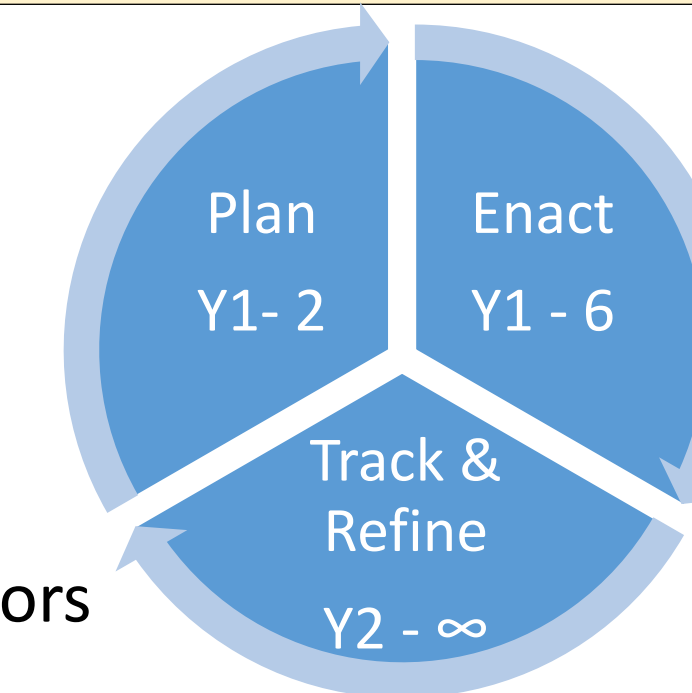 Plan
Y1- 2
Enact
Y1 - 6
Track &
Refine
Y2 - ∞
ors